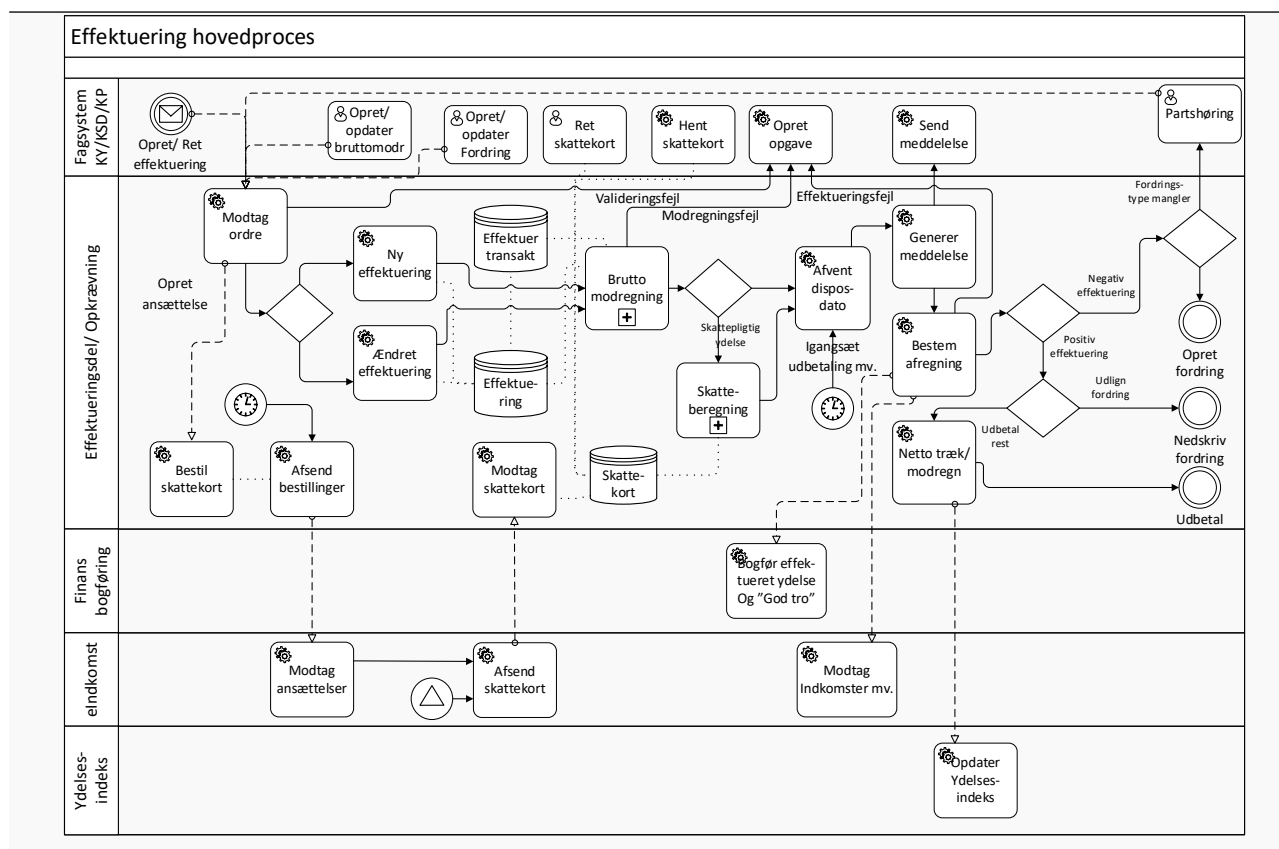 Effektuering hovedproces
Fagsystem
KY/KSD/KP
Opret/ Ret
effektuering
Opret/
opdater
bruttomodr
Opret/
opdater
Fordring
Ret
skattekort
Hent
skattekort
Opret
opgave
Send
meddelelse
Partshøring
Effektueringsdel/ Opkrævning
Modtag
ordre
Valideringsfejl
Modregningsfejl
Effektueringsfejl
Fordrings-
type mangler
Opret
ansættelse
Ny
effektuering
Effektuer
transakt
Brutto
modregning
Afvent
dispos-
dato
Generer
meddelelse
Negativ
effektuering
Ændret
effektuering
Effektue-
ring
Skattepligtig
ydelse
Igangsæt
udbetaling mv.
Bestem
afregning
Positiv
effektuering
Opret
fordring
Skatte-
beregning
Udlign
fordring
Udbetal
rest
Nedskriv
fordring
Bestil
skattekort
Afsend
bestillinger
Modtag
skattekort
Skatte-
kort
Netto træk/
modregn
Udbetal
Finans
bogføring
Bogfør effek-
tueret ydelse
Og ”God tro”
eIndkomst
Modtag
ansættelser
Afsend
skattekort
Modtag
Indkomster mv.
Ydelses-
indeks
Opdater
Ydelses-
indeks